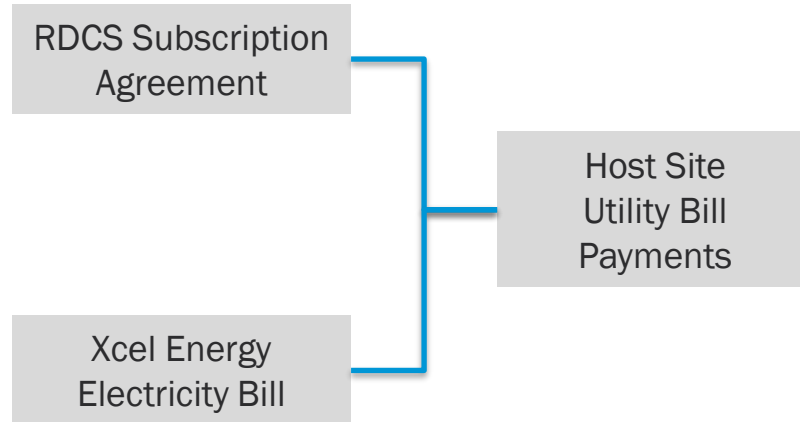 RDCS Subscription
Agreement
Host Site
Utility Bill
Payments
Xcel Energy
Electricity Bill